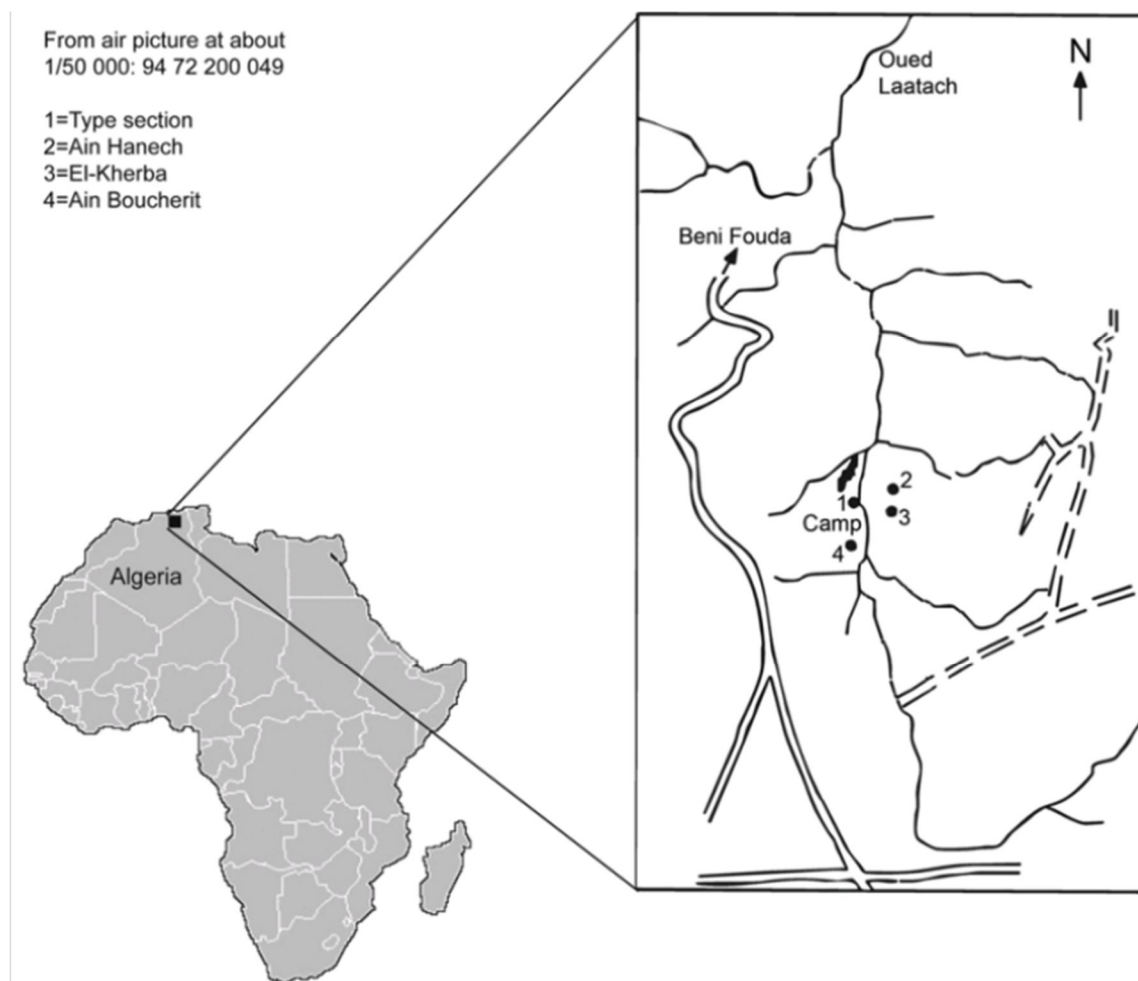 From air picture at about
1/50 000: 94 72 200 049
1=Type section
2=Ain Hanech
3=El-Kherba
4=Ain Boucherit
Algeria
Oued
Laatach
N
Beni Fouda
2
1
3
Camp
4